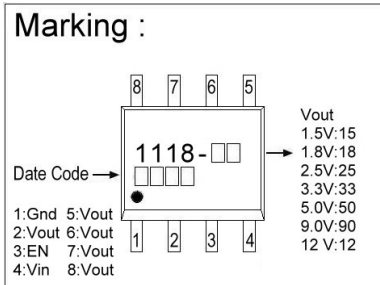 Marking :
8 7 6 5
1118-□□
□□□□
Date Code
1 2 3 4
Vout
1.5V:15
1.8V:18
2.5V:25
3.3V:33
5.0V:50
9.0V:90
12 V:12
1:Gnd 5:Vout
2:Vout 6:Vout
3:EN 7:Vout
4:Vin 8:Vout